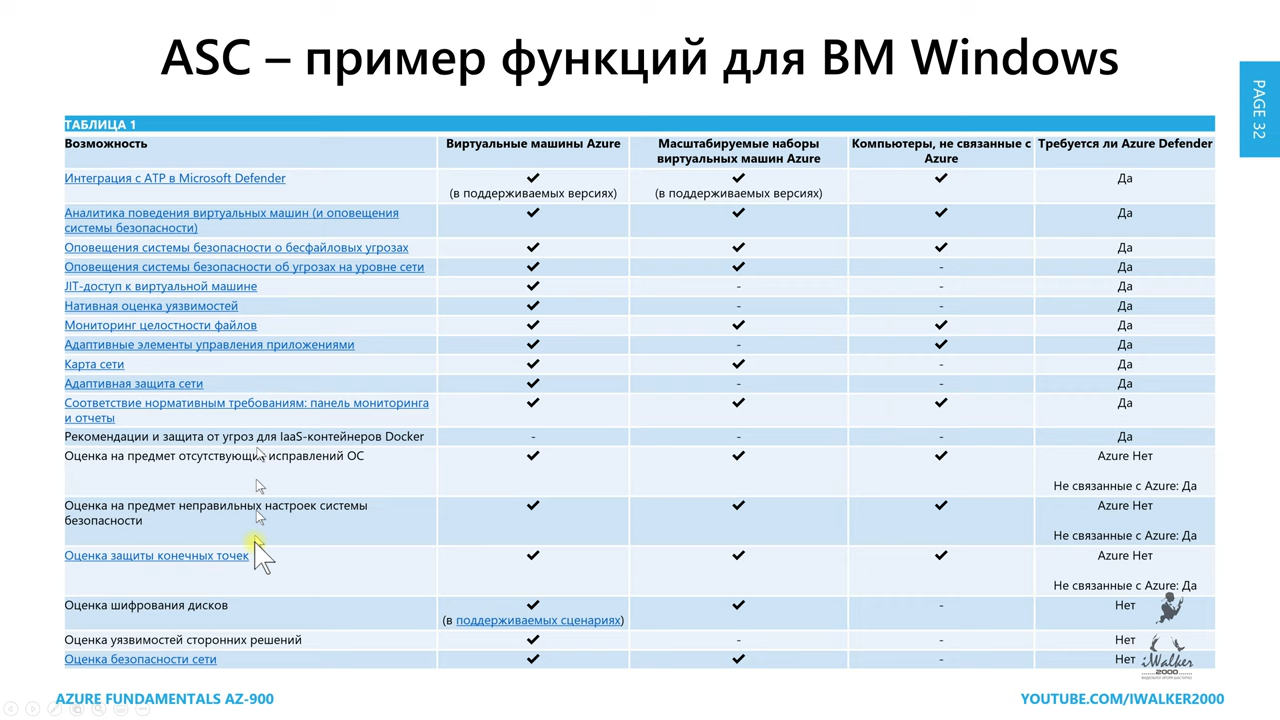 ASC – пример функций для ВМ Windows
PAGE 32
ТАБЛИЦА 1
Возможность
Виртуальные машины Azure
Масштабируемые наборы
виртуальных машин Azure
Компьютеры, не связанные с
Azure
Требуется ли Azure Defender
Интеграция с ATP в Microsoft Defender
✔
(в поддерживаемых версиях)
✔
(в поддерживаемых версиях)
✔
Да
Аналитика поведения виртуальных машин (и оповещения
системы безопасности)
✔
✔
✔
Да
Оповещения системы безопасности о бесфайловых угрозах
✔
✔
✔
Да
Оповещения системы безопасности об угрозах на уровне сети
✔
✔
-
Да
JIT-доступ к виртуальной машине
✔
-
-
Да
Нативная оценка уязвимостей
✔
-
-
Да
Мониторинг целостности файлов
✔
✔
✔
Да
Адаптивные элементы управления приложениями
✔
-
✔
Да
Карта сети
✔
✔
-
Да
Адаптивная защита сети
✔
-
-
Да
Соответствие нормативным требованиям: панель мониторинга
и отчеты
✔
✔
✔
Да
Рекомендации и защита от угроз для IaaS-контейнеров Docker
-
-
-
Да
Оценка на предмет отсутствующих исправлений ОС
✔
✔
✔
Azure Нет
Не связанные с Azure: Да
Оценка на предмет неправильных настроек системы
безопасности
✔
✔
✔
Azure Нет
Не связанные с Azure: Да
Оценка защиты конечных точек
✔
✔
✔
Azure Нет
Не связанные с Azure: Да
Оценка шифрования дисков
✔
(в поддерживаемых сценариях)
✔
-
Нет
Оценка уязвимостей сторонних решений
✔
-
-
Нет
Оценка безопасности сети
✔
✔
-
Нет
iWalker
2000
AZURE FUNDAMENTALS AZ-900
YOUTUBE.COM/IWALKER2000